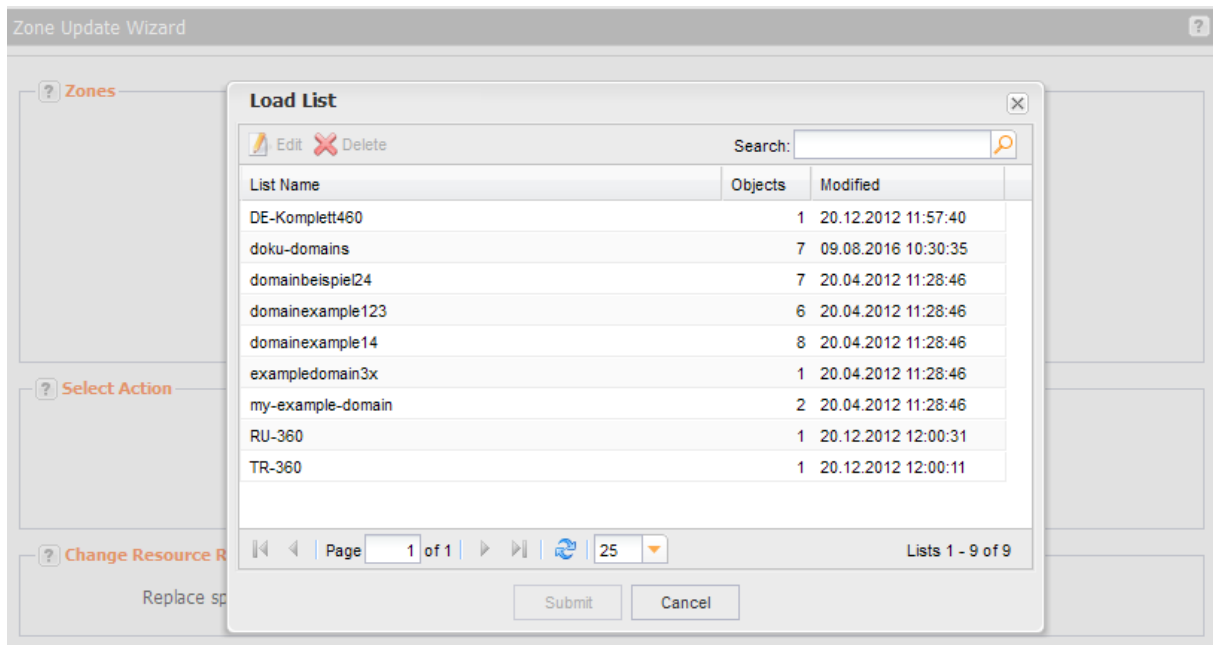 Zone Update Wizard ?
? Zones
Load List
Edit Delete Search:
List Name Objects Modified
DE-Komplett460 1 20.12.2012 11:57:40
doku-domains 7 09.08.2016 10:30:35
domainbeispiel24 7 20.04.2012 11:28:46
domainexample123 6 20.04.2012 11:28:46
domainexample14 8 20.04.2012 11:28:46
exampledomain3x 1 20.04.2012 11:28:46
my-example-domain 2 20.04.2012 11:28:46
RU-360 1 20.12.2012 12:00:31
TR-360 1 20.12.2012 12:00:11
? Select Action
Page 1 of 1 25 Lists 1 - 9 of 9
? Change Resource R
Replace sp
Submit Cancel